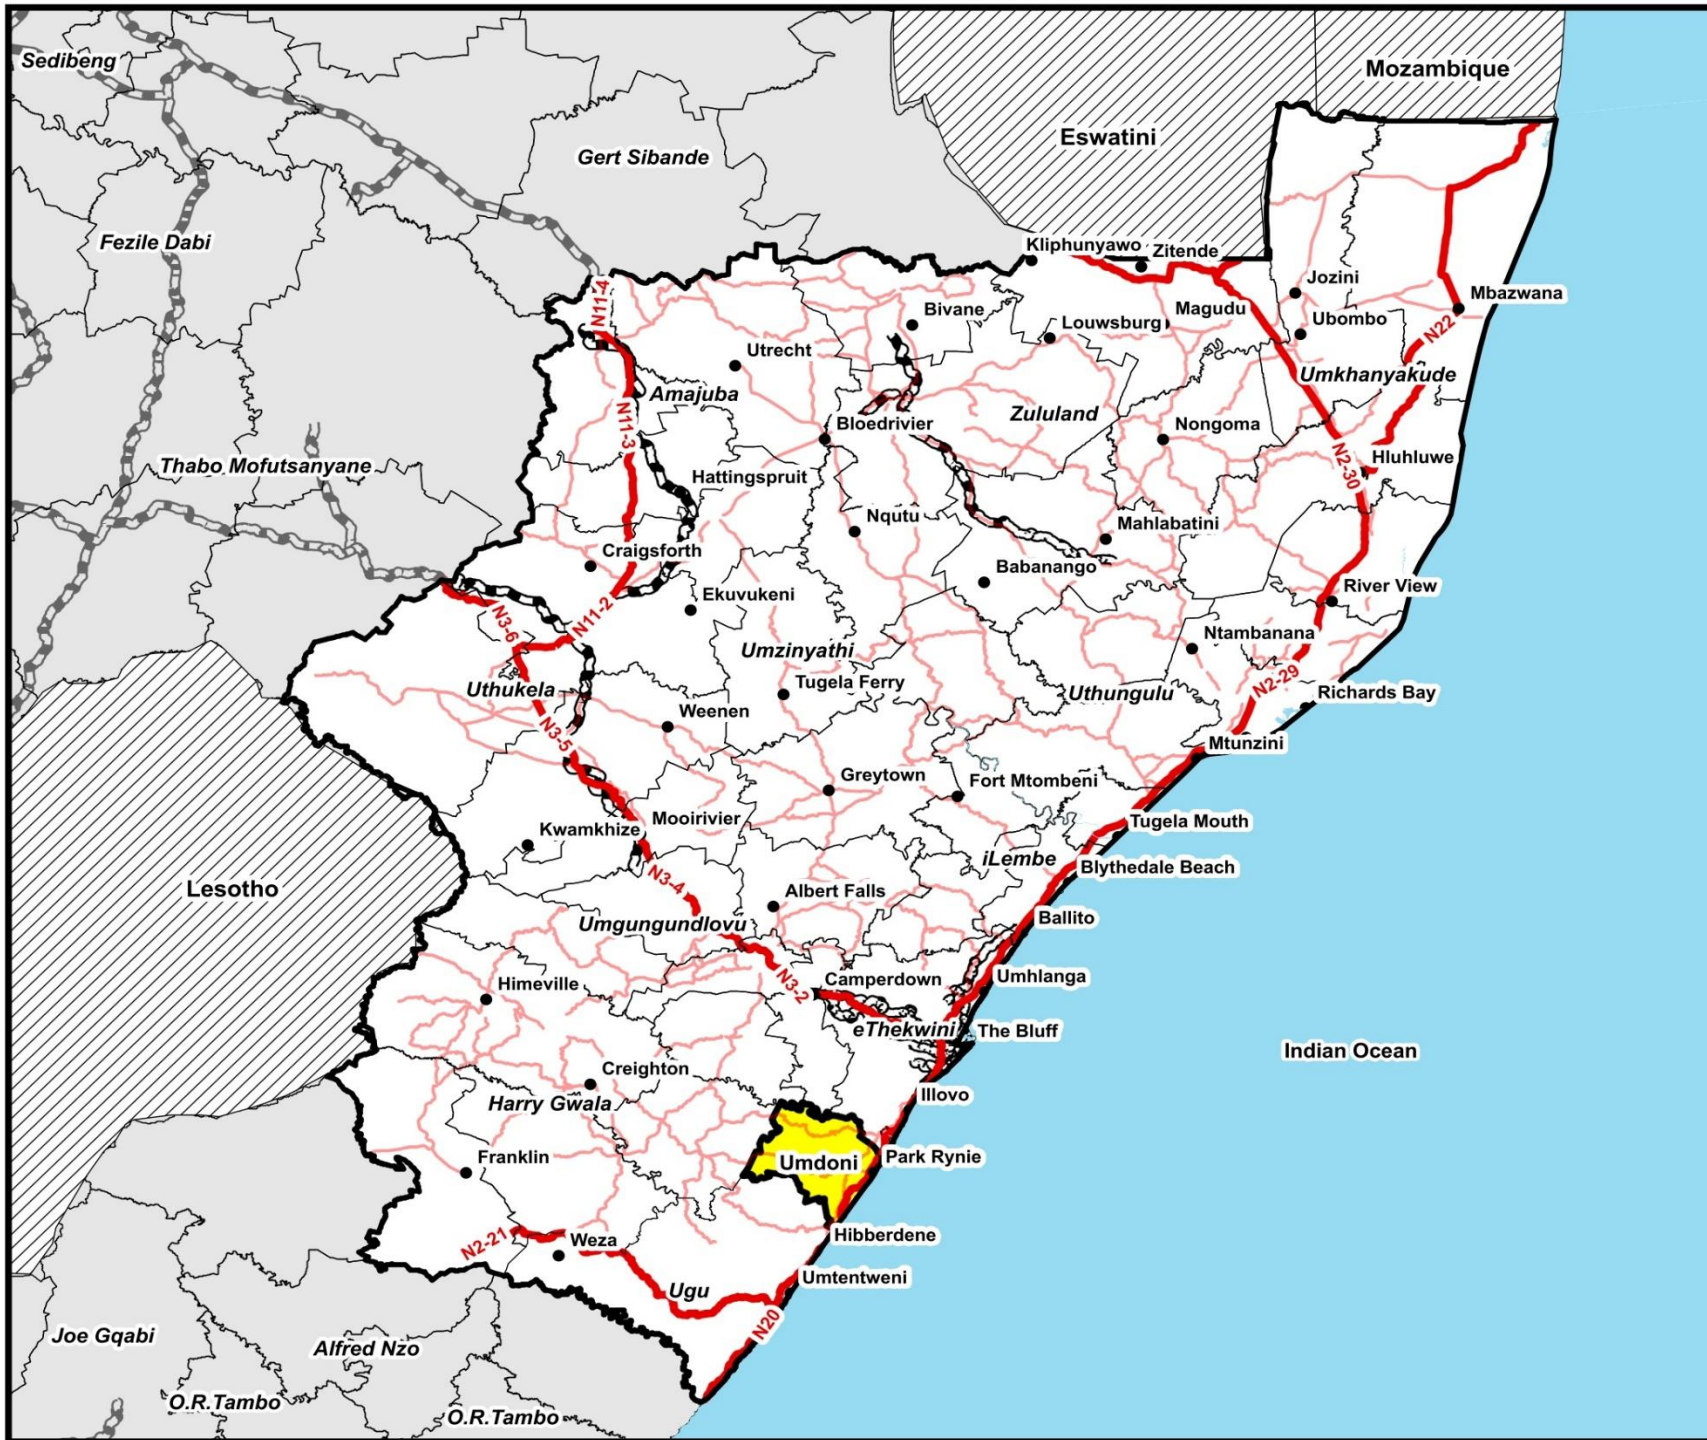 Sedibeng
Mozambique
Eswatini
Gert Sibande
Fezile Dabi
Kliphunyawo
Zitende
Jozini
Mbazwana
N11-4
Bivane
Magudu
Louwsburg
Ubombo
N22
Utrecht
Umkhanyakude
Amajuba
Zululand
N11-3
Bloedrivier
Nongoma
Thabo Mofutsanyane
Hluhluwe
N2-30
Hattingspruit
Nqutu
Mahlabatini
Craigsforth
Babanango
River View
Ekuvukeni
N3-6
N11-2
Ntambanana
Umzinyathi
Uthukela
Tugela Ferry
Uthungulu
N2-29
Richards Bay
Weenen
N3-5
Mtunzini
Greytown
Fort Mtombeni
Mooirivier
Tugela Mouth
Kwamkhize
iLembe
Blythedale Beach
Lesotho
N3-4
Albert Falls
Ballito
Umgungundlovu
Himeville
N3-2
Camperdown
Umhlanga
eThekwini
The Bluff
Indian Ocean
Creighton
Illovo
Harry Gwala
Franklin
Umdoni
Park Rynie
N2-21
Weza
Hibberdene
Umtentweni
Ugu
N20
Joe Gqabi
Alfred Nzo
O.R.Tambo
O.R.Tambo